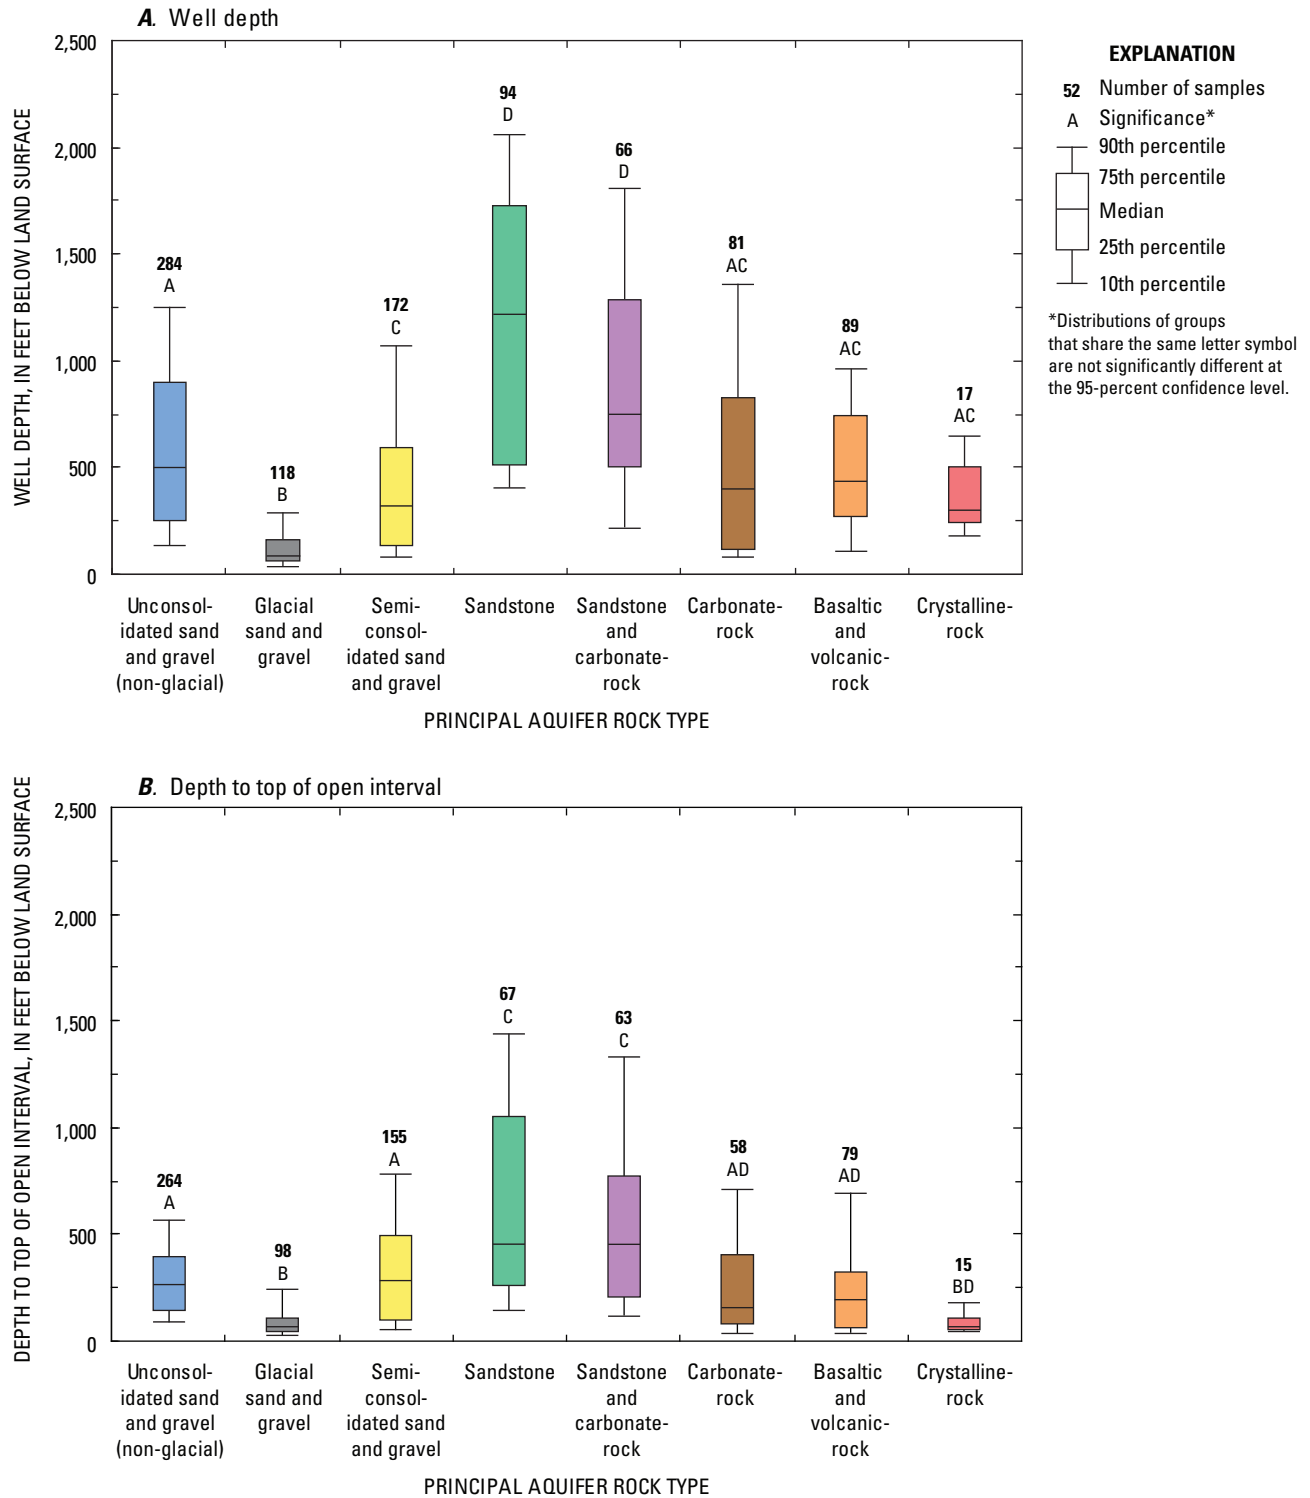 A. Well depth
WELL DEPTH, IN FEET BELOW LAND SURFACE
2,500
2,000
1,500
1,000
500
0
284
A
118
B
172
C
94
D
66
D
81
AC
89
AC
17
AC
Unconsol-
idated sand
and gravel
(non-glacial)
Glacial
sand and
gravel
Semi-
consol-
idated sand
and gravel
Sandstone
Sandstone
and
carbonate-
rock
Carbonate-
rock
Basaltic
and
volcanic-
rock
Crystalline-
rock
PRINCIPAL AQUIFER ROCK TYPE
EXPLANATION
52 Number of samples
A Significance*
90th percentile
75th percentile
Median
25th percentile
10th percentile
*Distributions of groups
that share the same letter symbol
are not significantly different at
the 95-percent confidence level.
B. Depth to top of open interval
DEPTH TO TOP OF OPEN INTERVAL, IN FEET BELOW LAND SURFACE
2,500
2,000
1,500
1,000
500
0
264
A
98
B
155
A
67
C
63
C
58
AD
79
AD
15
BD
Unconsol-
idated sand
and gravel
(non-glacial)
Glacial
sand and
gravel
Semi-
consol-
idated sand
and gravel
Sandstone
Sandstone
and
carbonate-
rock
Carbonate-
rock
Basaltic
and
volcanic-
rock
Crystalline-
rock
PRINCIPAL AQUIFER ROCK TYPE